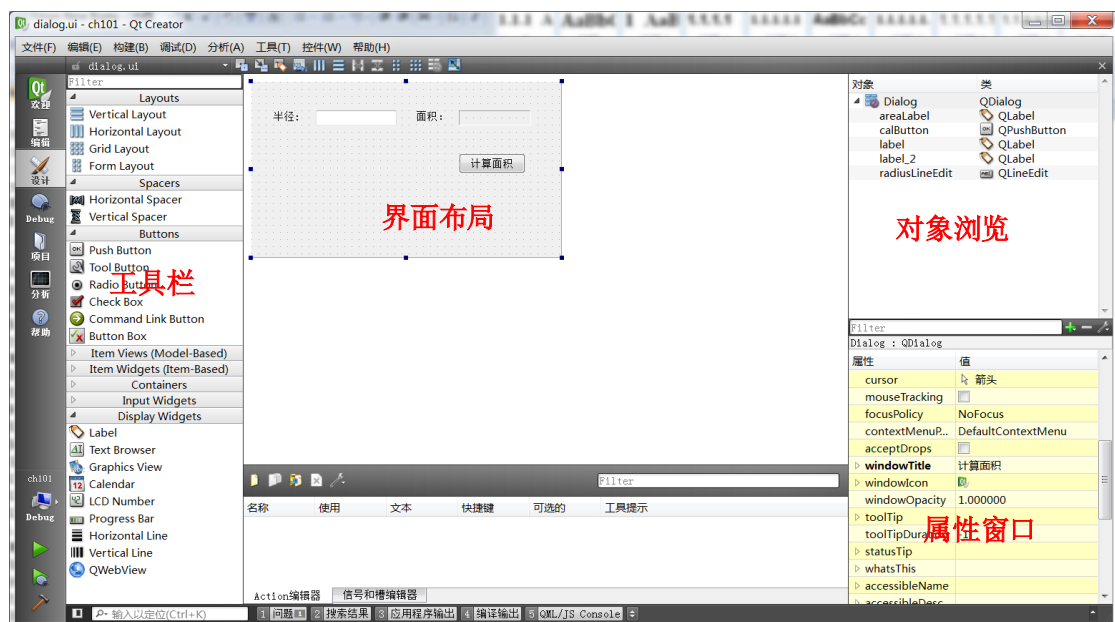 dialog.ui - ch101 - Qt Creator
文件(F) 编辑(E) 构建(B) 调试(D) 分析(A) 工具(T) 控件(W) 帮助(H)
dialog.ui
欢迎
编辑
设计
Debug
项目
分析
帮助
ch101
Debug
Filter
Layouts
Vertical Layout
Horizontal Layout
Grid Layout
Form Layout
Spacers
Horizontal Spacer
Vertical Spacer
Buttons
Push Button
Tool Button
Radio Button
Check Box
Command Link Button
Button Box
Item Views (Model-Based)
Item Widgets (Item-Based)
Containers
Input Widgets
Display Widgets
Label
Text Browser
Graphics View
Calendar
LCD Number
Progress Bar
Horizontal Line
Vertical Line
QWebView
工具栏
半径: 面积:
计算面积
界面布局
Filter
名称 使用 文本 快捷键 可选的 工具提示
Action编辑器 信号和槽编辑器
对象 类
Dialog QDialog
areaLabel QLabel
calButton QPushButton
label QLabel
label_2 QLabel
radiusLineEdit QLineEdit
对象浏览
Filter
Dialog : QDialog
属性 值
cursor 箭头
mouseTracking
focusPolicy NoFocus
contextMenuP... DefaultContextMenu
acceptDrops
windowTitle 计算面积
windowIcon
windowOpacity 1.000000
toolTip
toolTipDuration -1
statusTip
whatsThis
accessibleName
accessibleDesc
属性窗口
输入以定位(Ctrl+K) 1 问题 1 2 搜索结果 3 应用程序输出 4 编译输出 5 QML/JS Console